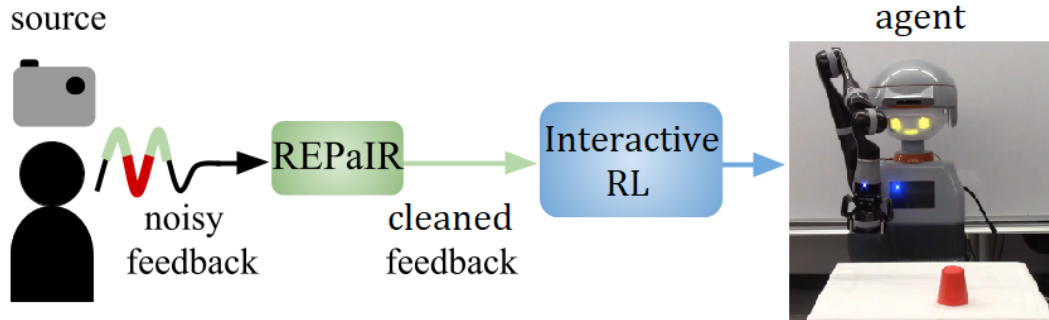 source
agent
REPaIR
Interactive
RL
noisy
feedback
cleaned
feedback